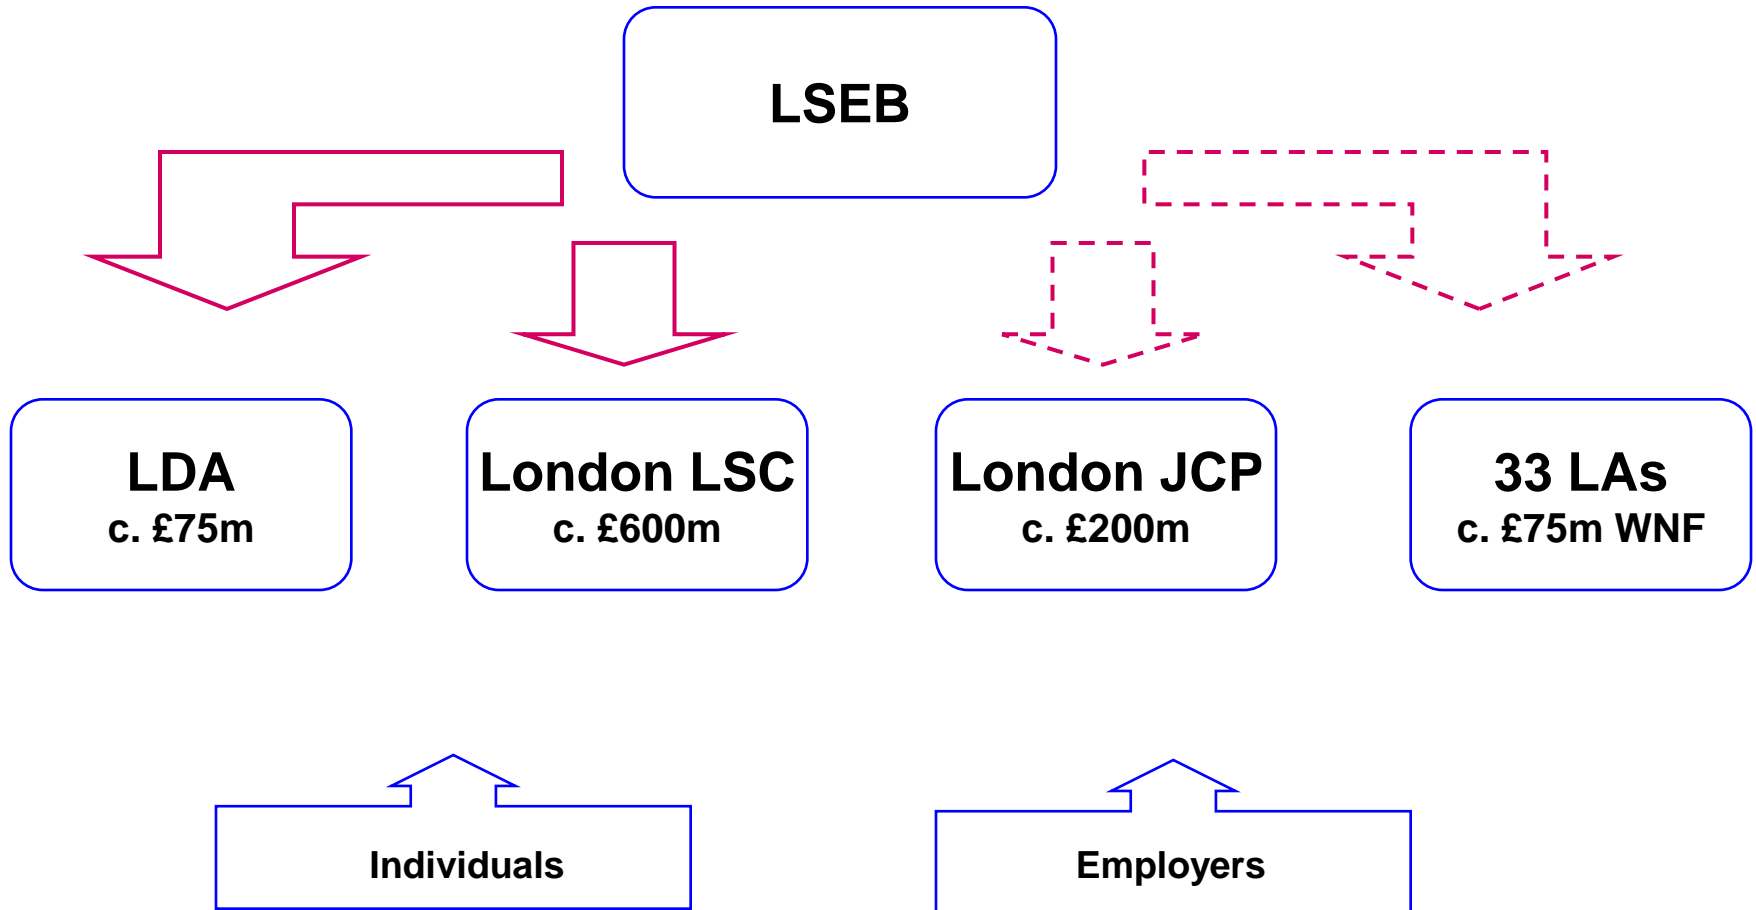 LSEB
LDA
c. £75m
London LSC
c. £600m
London JCP
c. £200m
33 LAs
c. £75m WNF
Individuals
Employers